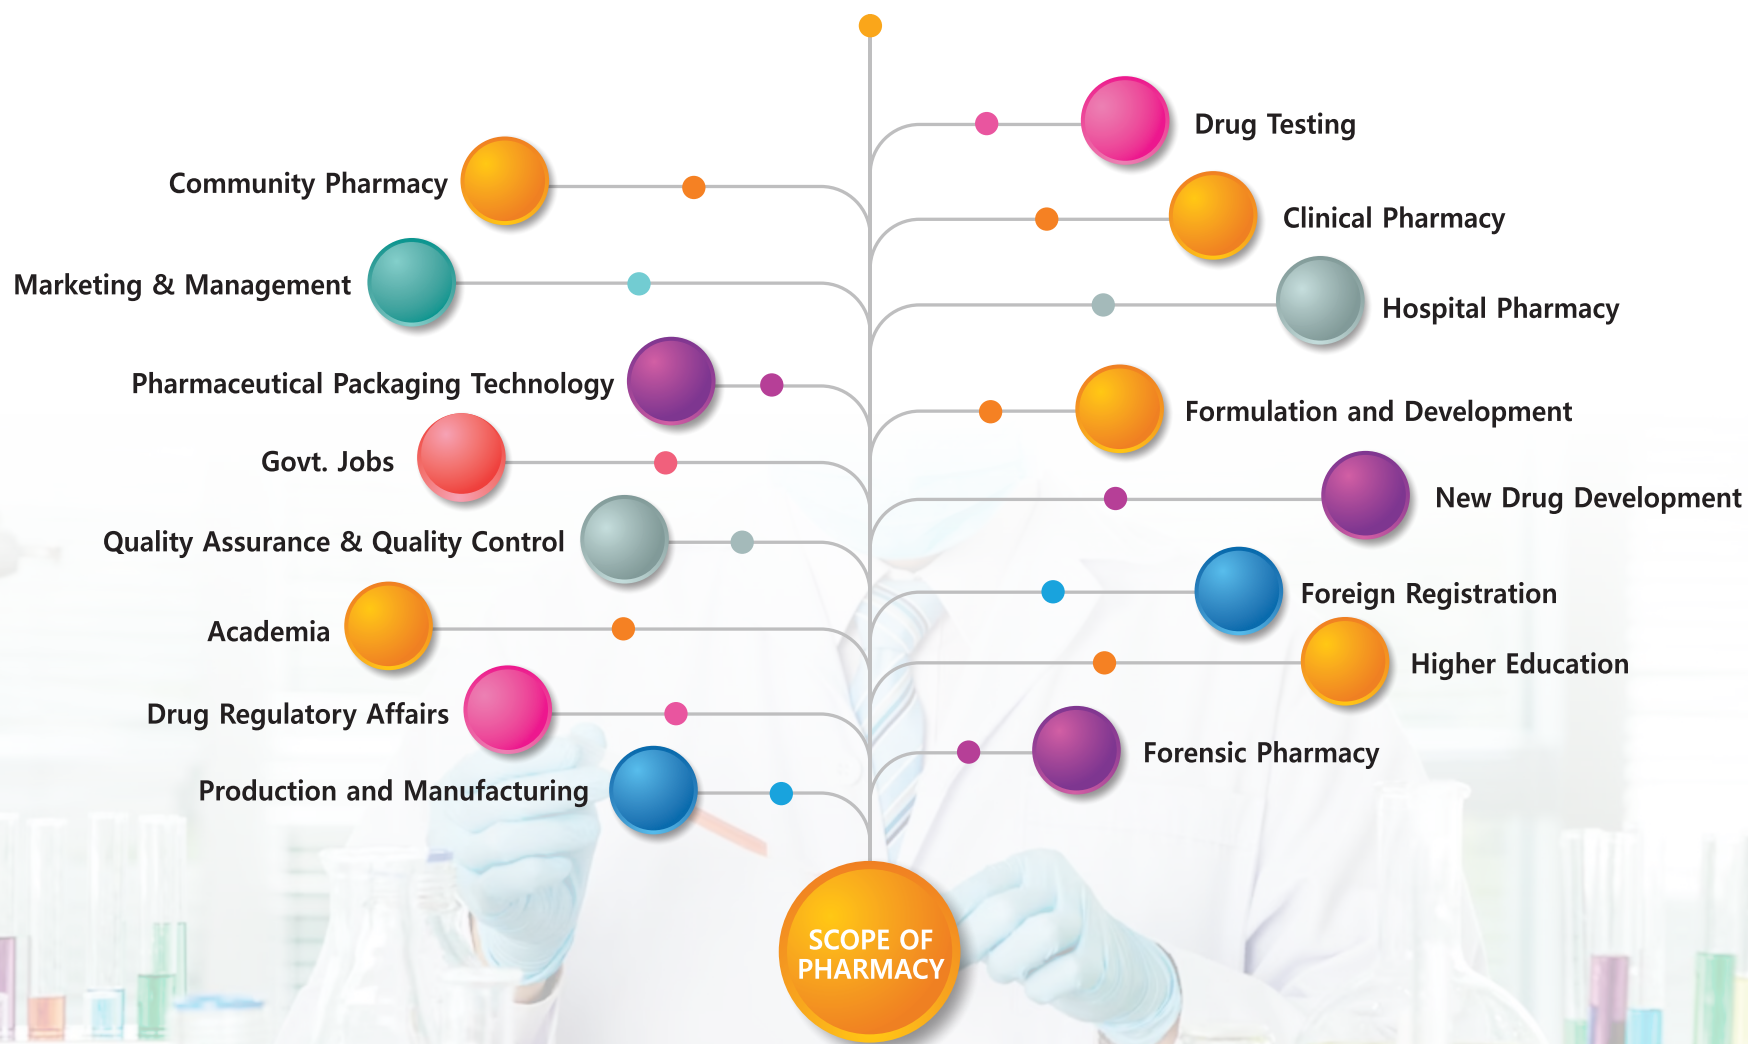 Community Pharmacy
Marketing & Management
Pharmaceutical Packaging Technology
Govt. Jobs
Quality Assurance & Quality Control
Academia
Drug Regulatory Affairs
Production and Manufacturing
Drug Testing
Clinical Pharmacy
Hospital Pharmacy
Formulation and Development
New Drug Development
Foreign Registration
Higher Education
Forensic Pharmacy
SCOPE OF
PHARMACY